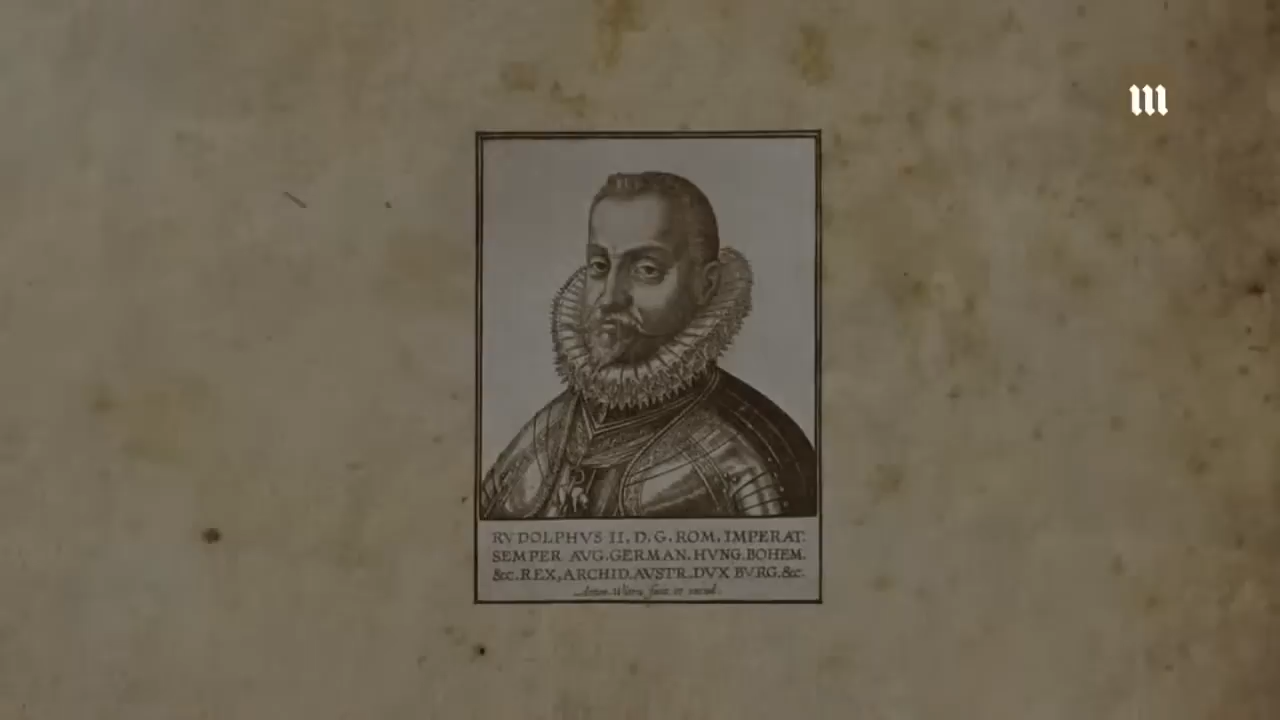 m
RVDOLPHVS II, D.G. ROM. IMPERAT.
SEMPER AVG. GERMAN. HVNG. BOHEM.
&c. REX, ARCHID. AVSTR. DVX BVRG. &c.